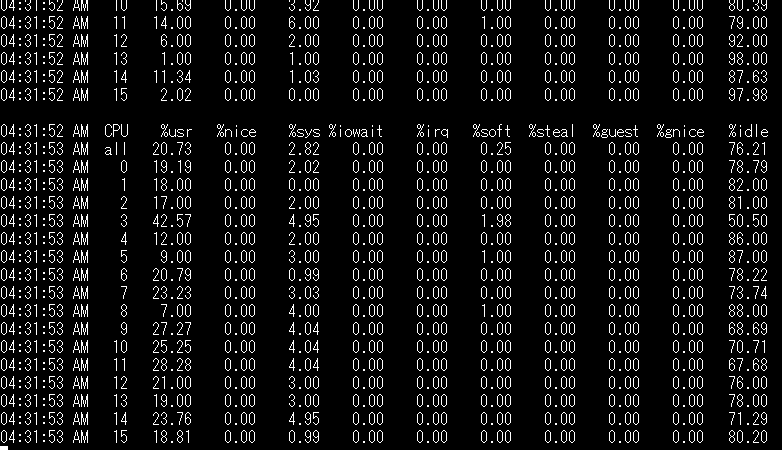 04:31:52 AM 10 15.69 0.00 3.92 0.00 0.00 0.00 0.00 0.00 0.00 80.39
04:31:52 AM 11 14.00 0.00 6.00 0.00 0.00 1.00 0.00 0.00 0.00 79.00
04:31:52 AM 12 6.00 0.00 2.00 0.00 0.00 0.00 0.00 0.00 0.00 92.00
04:31:52 AM 13 1.00 0.00 1.00 0.00 0.00 0.00 0.00 0.00 0.00 98.00
04:31:52 AM 14 11.34 0.00 1.03 0.00 0.00 0.00 0.00 0.00 0.00 87.63
04:31:52 AM 15 2.02 0.00 0.00 0.00 0.00 0.00 0.00 0.00 0.00 97.98
04:31:52 AM CPU %usr %nice %sys %iowait %irq %soft %steal %guest %gnice %idle
04:31:53 AM all 20.73 0.00 2.82 0.00 0.00 0.25 0.00 0.00 0.00 76.21
04:31:53 AM 0 19.19 0.00 2.02 0.00 0.00 0.00 0.00 0.00 0.00 78.79
04:31:53 AM 1 18.00 0.00 0.00 0.00 0.00 0.00 0.00 0.00 0.00 82.00
04:31:53 AM 2 17.00 0.00 2.00 0.00 0.00 0.00 0.00 0.00 0.00 81.00
04:31:53 AM 3 42.57 0.00 4.95 0.00 0.00 1.98 0.00 0.00 0.00 50.50
04:31:53 AM 4 12.00 0.00 2.00 0.00 0.00 0.00 0.00 0.00 0.00 86.00
04:31:53 AM 5 9.00 0.00 3.00 0.00 0.00 1.00 0.00 0.00 0.00 87.00
04:31:53 AM 6 20.79 0.00 0.99 0.00 0.00 0.00 0.00 0.00 0.00 78.22
04:31:53 AM 7 23.23 0.00 3.03 0.00 0.00 0.00 0.00 0.00 0.00 73.74
04:31:53 AM 8 7.00 0.00 4.00 0.00 0.00 1.00 0.00 0.00 0.00 88.00
04:31:53 AM 9 27.27 0.00 4.04 0.00 0.00 0.00 0.00 0.00 0.00 68.69
04:31:53 AM 10 25.25 0.00 4.04 0.00 0.00 0.00 0.00 0.00 0.00 70.71
04:31:53 AM 11 28.28 0.00 4.04 0.00 0.00 0.00 0.00 0.00 0.00 67.68
04:31:53 AM 12 21.00 0.00 3.00 0.00 0.00 0.00 0.00 0.00 0.00 76.00
04:31:53 AM 13 19.00 0.00 3.00 0.00 0.00 0.00 0.00 0.00 0.00 78.00
04:31:53 AM 14 23.76 0.00 4.95 0.00 0.00 0.00 0.00 0.00 0.00 71.29
04:31:53 AM 15 18.81 0.00 0.99 0.00 0.00 0.00 0.00 0.00 0.00 80.20